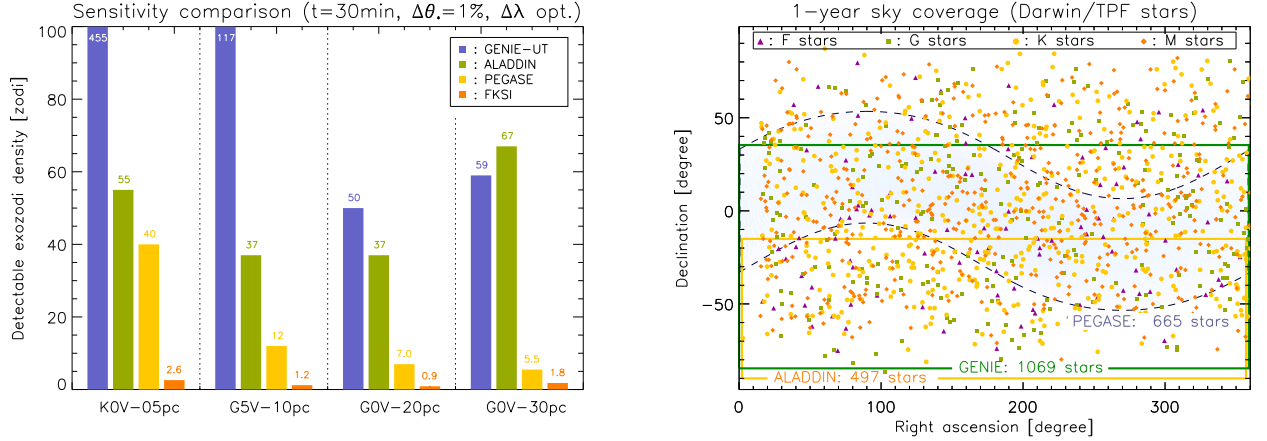 Sensitivity comparison (t=30min, Δθ⋆=1%, Δλ opt.)
Detectable exozodi density [zodi]
100
80
60
40
20
0
: GENIE-UT
: ALADDIN
: PEGASE
: FKSI
455
55
40
2.6
117
37
12
1.2
50
37
7.0
0.9
59
67
5.5
1.8
K0V-05pc
G5V-10pc
G0V-20pc
G0V-30pc
1-year sky coverage (Darwin/TPF stars)
: F stars
: G stars
: K stars
: M stars
Declination [degree]
50
0
-50
PEGASE: 665 stars
GENIE: 1069 stars
ALADDIN: 497 stars
0
100
200
300
Right ascension [degree]